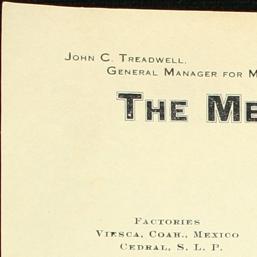 John C. Treadwell,
General Manager for M
The Me
Factories
Viesca, Coah., Mexico
Cedral, S. L. P.